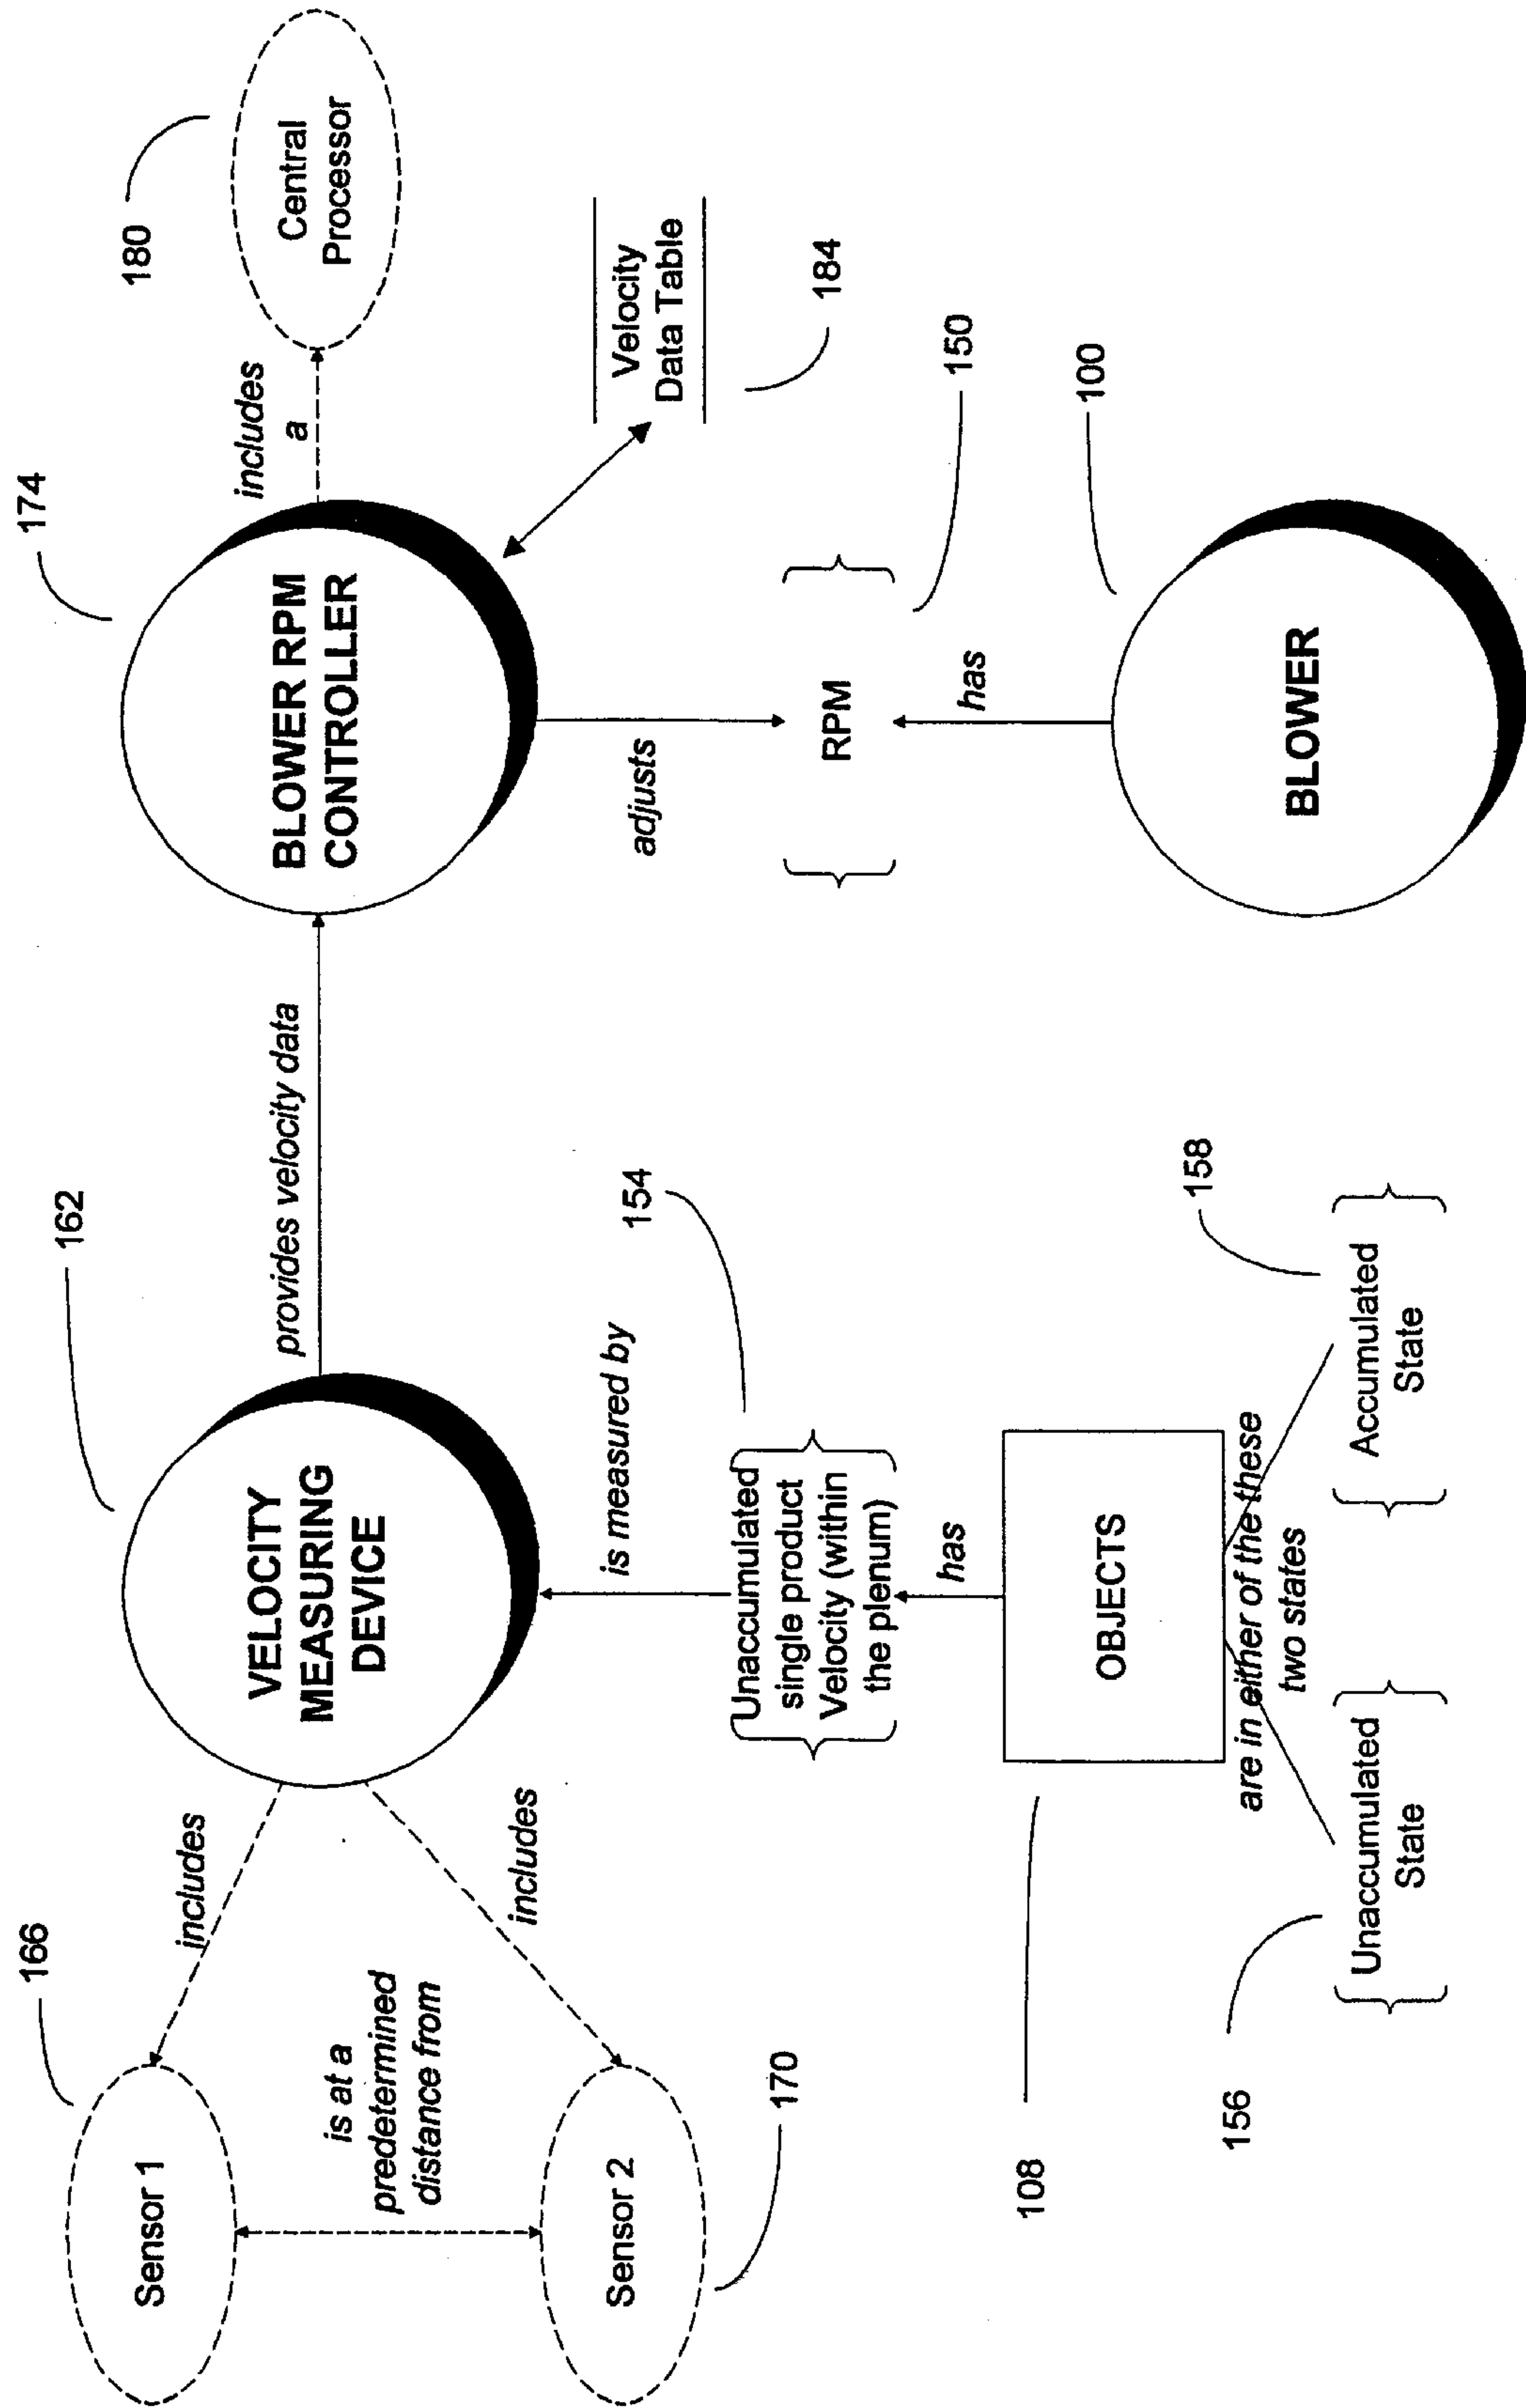 166
Sensor 1
includes
is at a
predetermined
distance from
Sensor 2
170
includes
162
VELOCITY
MEASURING
DEVICE
provides velocity data
174
BLOWER RPM
CONTROLLER
includes
a
180
Central
Processor
Velocity
Data Table
184
is measured by
154
Unaccumulated
single product
Velocity (within
the plenum)
has
108
OBJECTS
are in either of the these
two states
156
Unaccumulated
State
158
Accumulated
State
adjusts
RPM
150
has
100
BLOWER